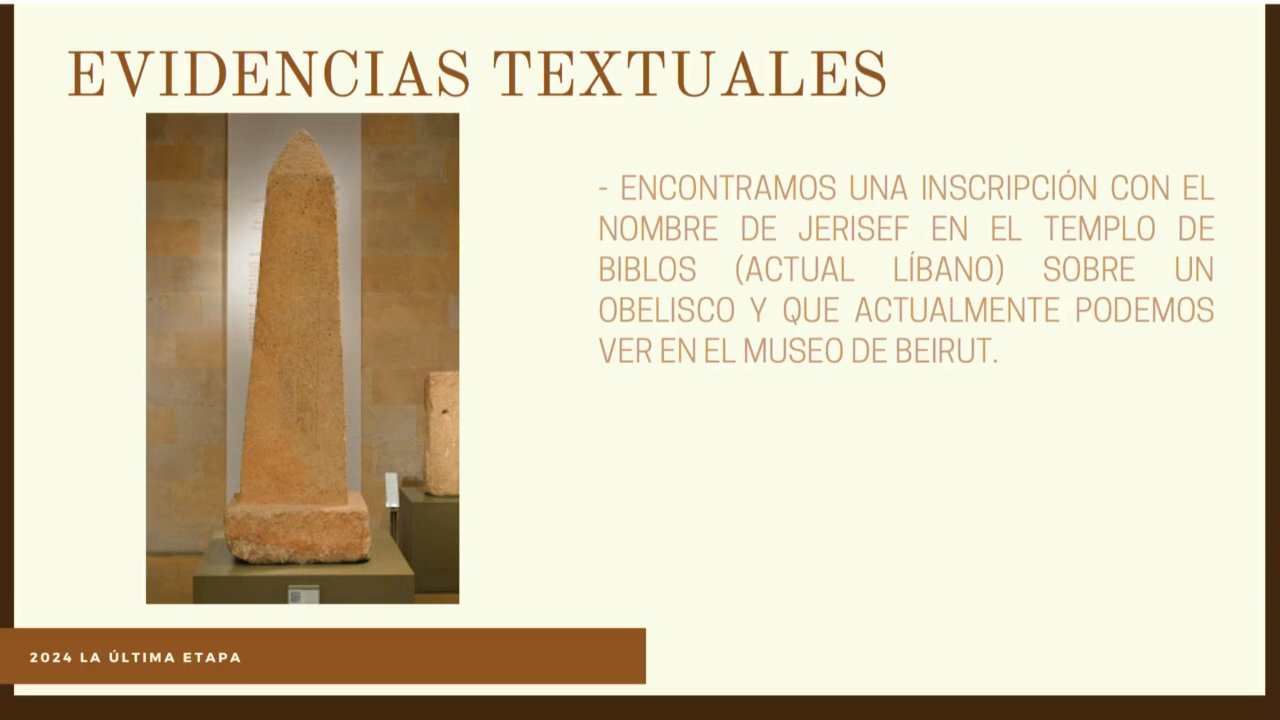 EVIDENCIAS TEXTUALES
- ENCONTRAMOS UNA INSCRIPCIÓN CON EL
NOMBRE DE JERISEF EN EL TEMPLO DE
BIBLOS (ACTUAL LÍBANO) SOBRE UN
OBELISCO Y QUE ACTUALMENTE PODEMOS
VER EN EL MUSEO DE BEIRUT.
2024 LA ÚLTIMA ETAPA